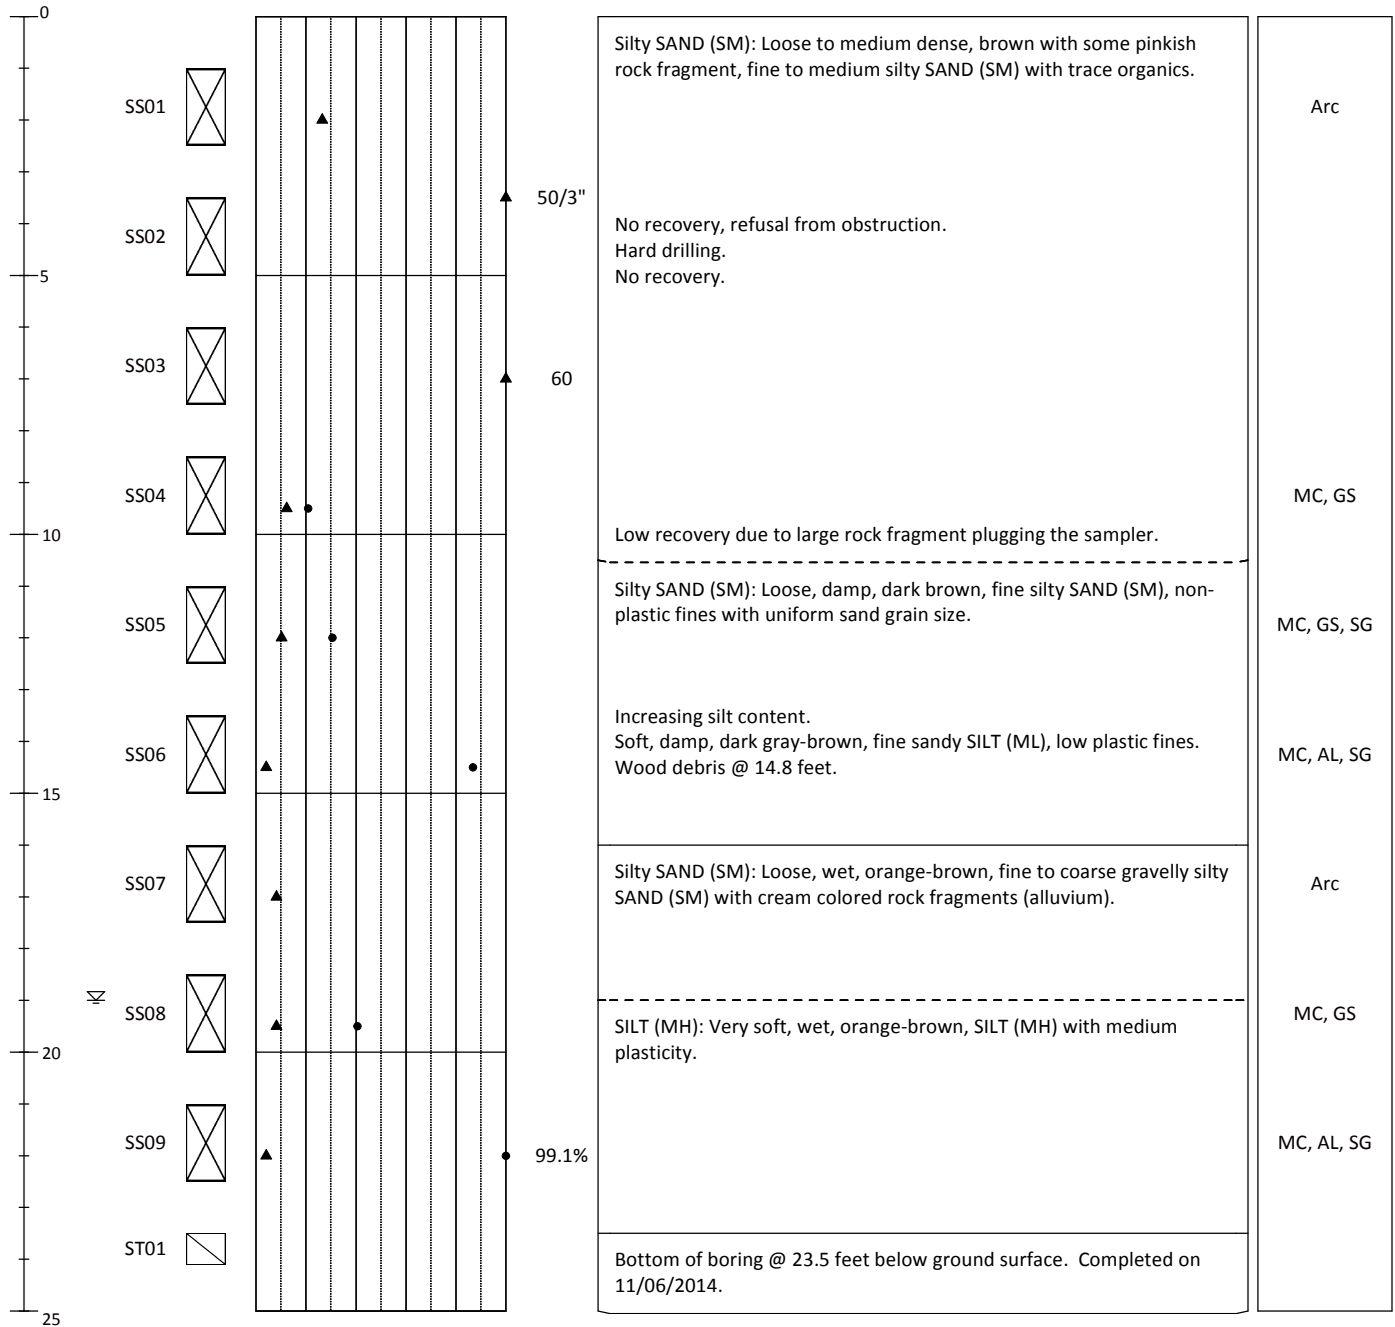 0
Silty SAND (SM): Loose to medium dense, brown with some pinkish
rock fragment, fine to medium silty SAND (SM) with trace organics.
SS01
Arc
50/3"
SS02
No recovery, refusal from obstruction.
Hard drilling.
5
No recovery.
SS03
60
SS04
MC, GS
10
Low recovery due to large rock fragment plugging the sampler.
Silty SAND (SM): Loose, damp, dark brown, fine silty SAND (SM), non-
plastic fines with uniform sand grain size.
SS05
MC, GS, SG
Increasing silt content.
Soft, damp, dark gray-brown, fine sandy SILT (ML), low plastic fines.
Wood debris @ 14.8 feet.
SS06
MC, AL, SG
15
Silty SAND (SM): Loose, wet, orange-brown, fine to coarse gravelly silty
SAND (SM) with cream colored rock fragments (alluvium).
SS07
Arc
SS08
MC, GS
SILT (MH): Very soft, wet, orange-brown, SILT (MH) with medium
plasticity.
20
SS09
99.1%
MC, AL, SG
ST01
Bottom of boring @ 23.5 feet below ground surface.  Completed on
11/06/2014.
25